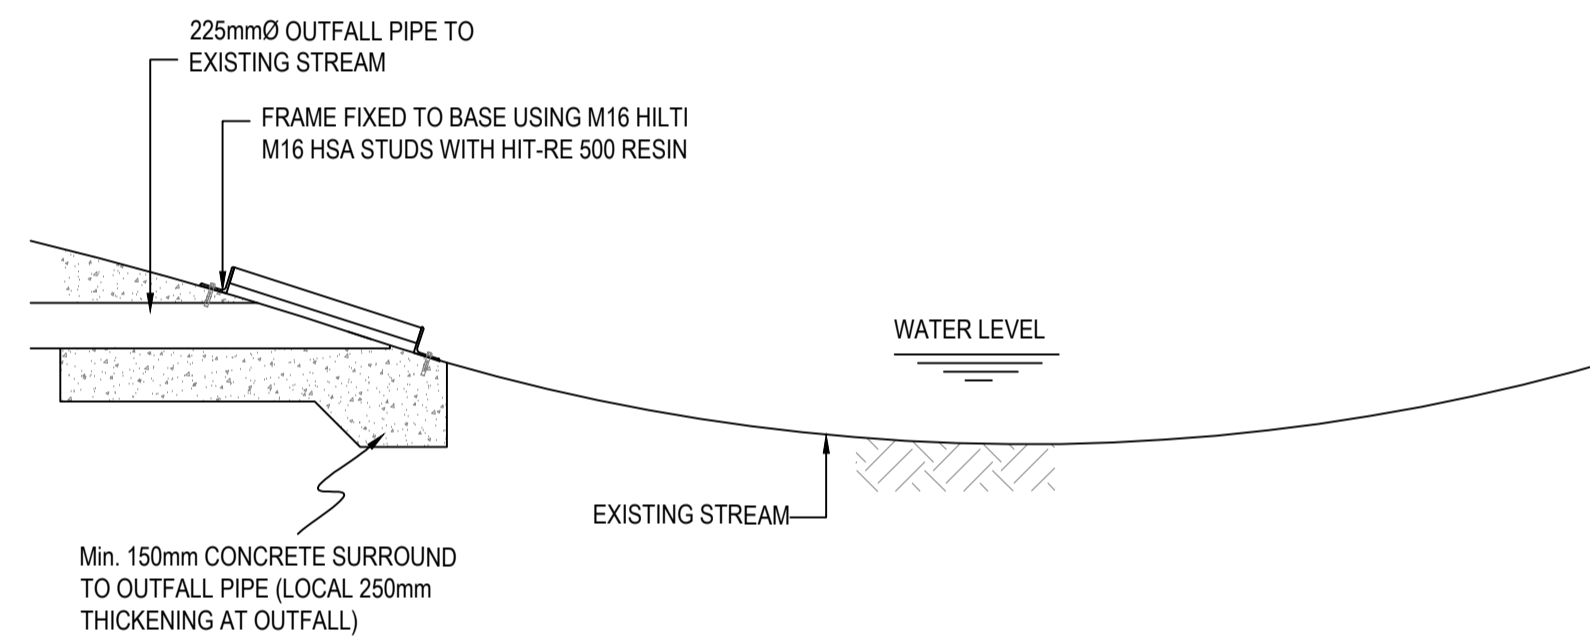 225mmØ OUTFALL PIPE TO
EXISTING STREAM
FRAME FIXED TO BASE USING M16 HILTI
M16 HSA STUDS WITH HIT-RE 500 RESIN
WATER LEVEL
EXISTING STREAM
Min. 150mm CONCRETE SURROUND
TO OUTFALL PIPE (LOCAL 250mm
THICKENING AT OUTFALL)